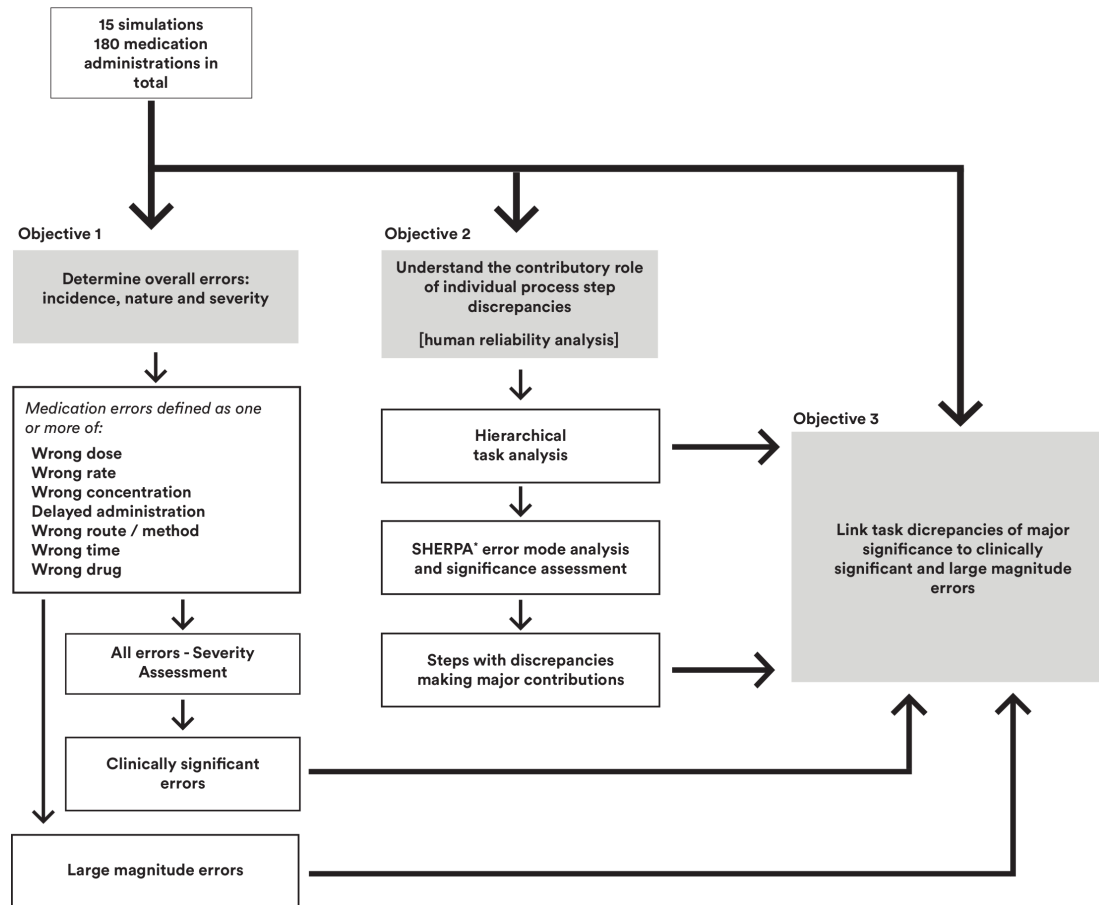 15 simulations
180 medication
administrations in
total
Objective 1
Determine overall errors:
incidence, nature and severity
Medication errors defined as one
or more of:
Wrong dose
Wrong rate
Wrong concentration
Delayed administration
Wrong route / method
Wrong time
Wrong drug
All errors - Severity
Assessment
Clinically significant
errors
Large magnitude errors
Objective 2
Understand the contributory role
of individual process step
discrepancies
[human reliability analysis]
Hierarchical
task analysis
SHERPA* error mode analysis
and significance assessment
Steps with discrepancies
making major contributions
Objective 3
Link task dicrepancies of major
significance to clinically
significant and large magnitude
errors